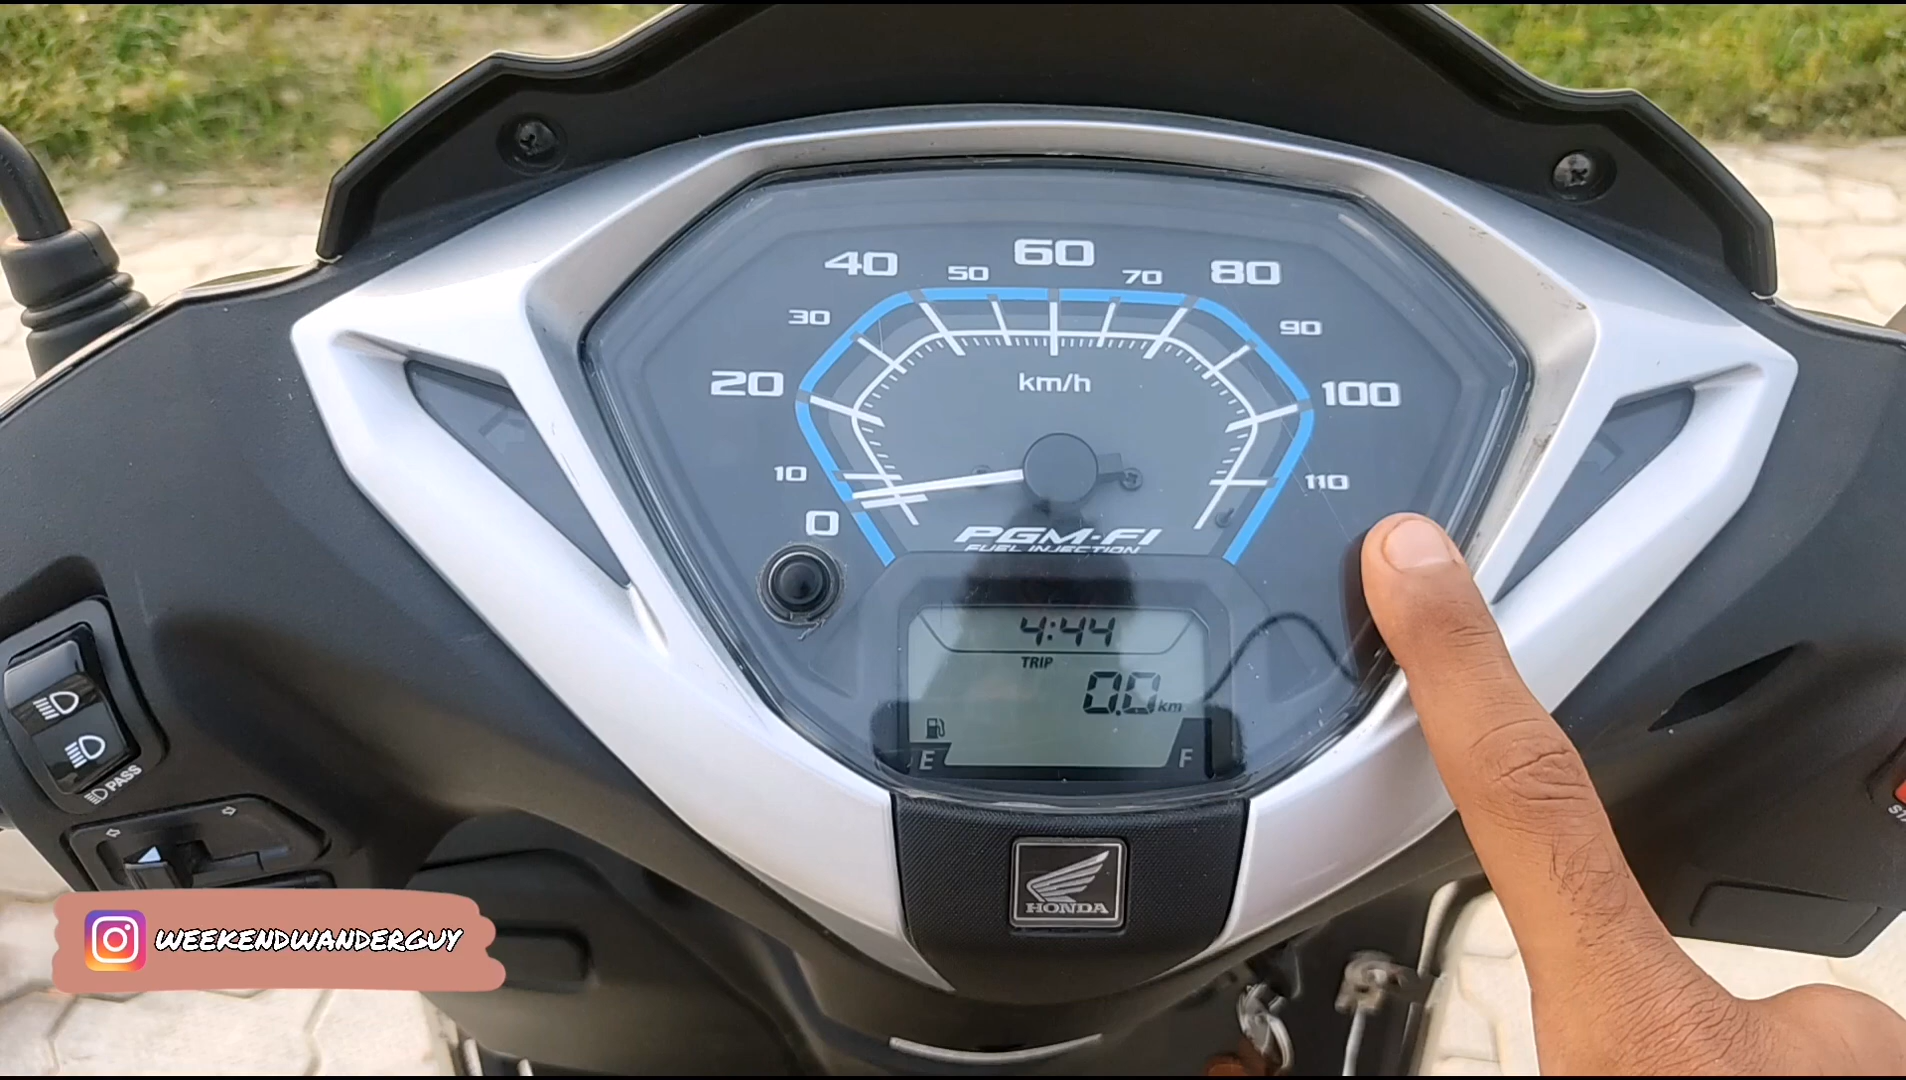 60
40
50
70
80
30
90
20
km/h
100
10
110
0
PGM-FI
FUEL INJECTION
4:44
TRIP
0.0 km
E
F
PASS
HONDA
WEEKENDWANDERGUY